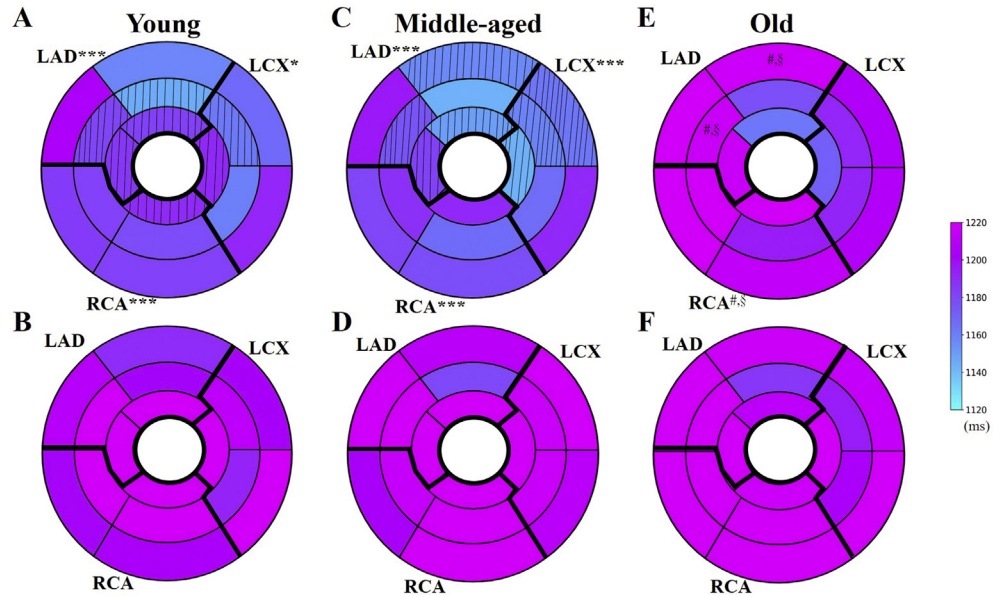 A
Young
C
Middle-aged
E
Old
LAD***
LCX*
LAD***
LCX***
LAD
LCX
#,§
#,§
RCA***
RCA***
RCA#,§
1220
1200
1180
1160
1140
1120
(ms)
B
D
F
LAD
LCX
LAD
LCX
LAD
LCX
RCA
RCA
RCA